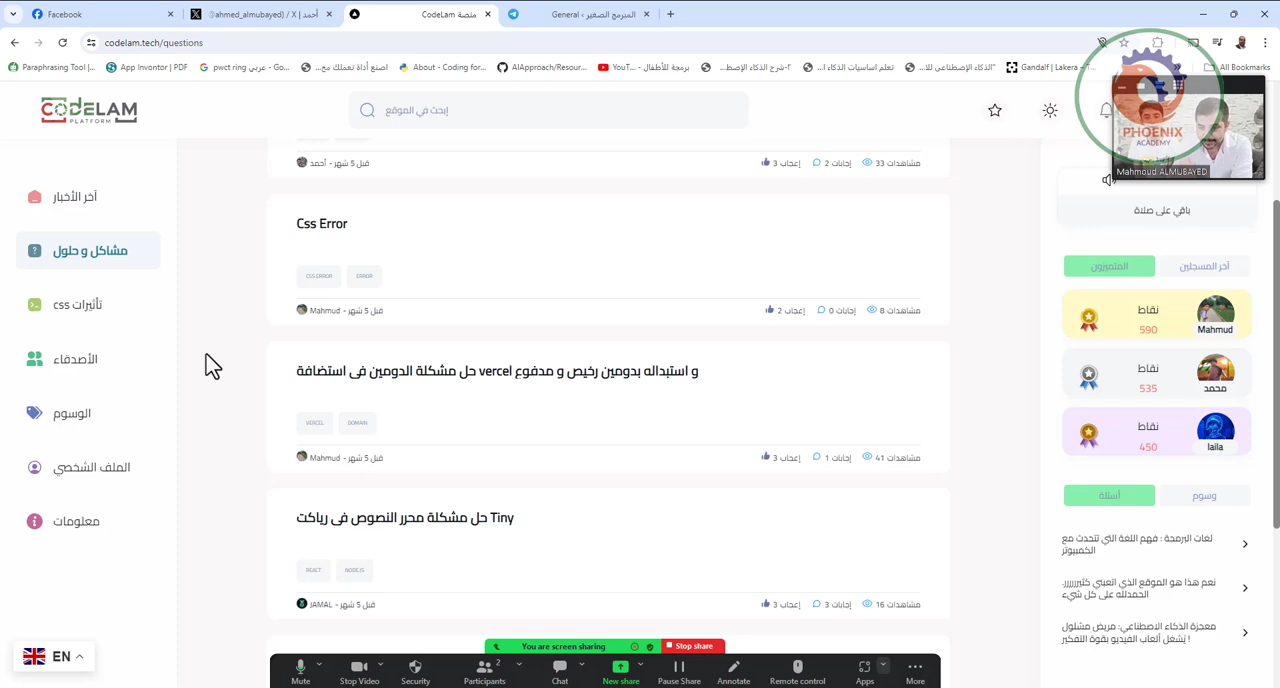 Facebook
أحمد / X (@ahmed_almubayed
منصة CodeLam
المبرمج الصغير › General
codelam.tech/questions
Paraphrasing Tool |...
App Inventor | PDF
pwct عربي ring - Go...
About - Code.For...
اصنع أداة تعملك مج...
AIApproach/Resour...
برمجة للأطفال - YouT...
٢-شرح الذكاء الإصط...
تعلم اساسيات الذكاء ا...
"الذكاء الإصطناعي للا...
Gandalf | Lakera – T...
All Bookmarks
CODELAM
PLATFORM
ابحث في الموقع
PHOENIX
ACADEMY
Mahmoud ALMUBAYED
آخر الأخبار
مشاكل و حلول
تأثيرات css
الأصدقاء
الوسوم
الملف الشخصي
معلومات
EN
أحمد - قبل 5 شهر
إعجاب 3
إجابات 2
مشاهدات 33
Css Error
CSS ERROR
ERROR
Mahmud - قبل 5 شهر
إعجاب 2
إجابات 0
مشاهدات 8
حل مشكلة الدومين فى استضافة vercel و استبداله بدومين رخيص و مدفوع
VERCEL
DOMAIN
Mahmud - قبل 5 شهر
إعجاب 3
إجابات 1
مشاهدات 41
حل مشكلة محرر النصوص فى رياكت Tiny
REACT
NODEJS
JAMAL - قبل 5 شهر
إعجاب 3
إجابات 3
مشاهدات 16
باقي على صلاة
المتميزون
آخر المسجلين
نقاط
590
Mahmud
نقاط
535
محمد
نقاط
450
laila
أسئلة
وسوم
لغات البرمجة : فهم اللغة التي تتحدث مع
الكمبيوتر
نعم هذا هو الموقع الذي اتعبني كثيررررر.
الحمدلله على كل شيء
معجزة الذكاء الاصطناعي: مريض مشلول
يُشغل ألعاب الفيديو بقوة التفكير !
You are screen sharing
Stop share
Mute
Stop Video
Security
2
Participants
Chat
New share
Pause Share
Annotate
Remote control
Apps
More